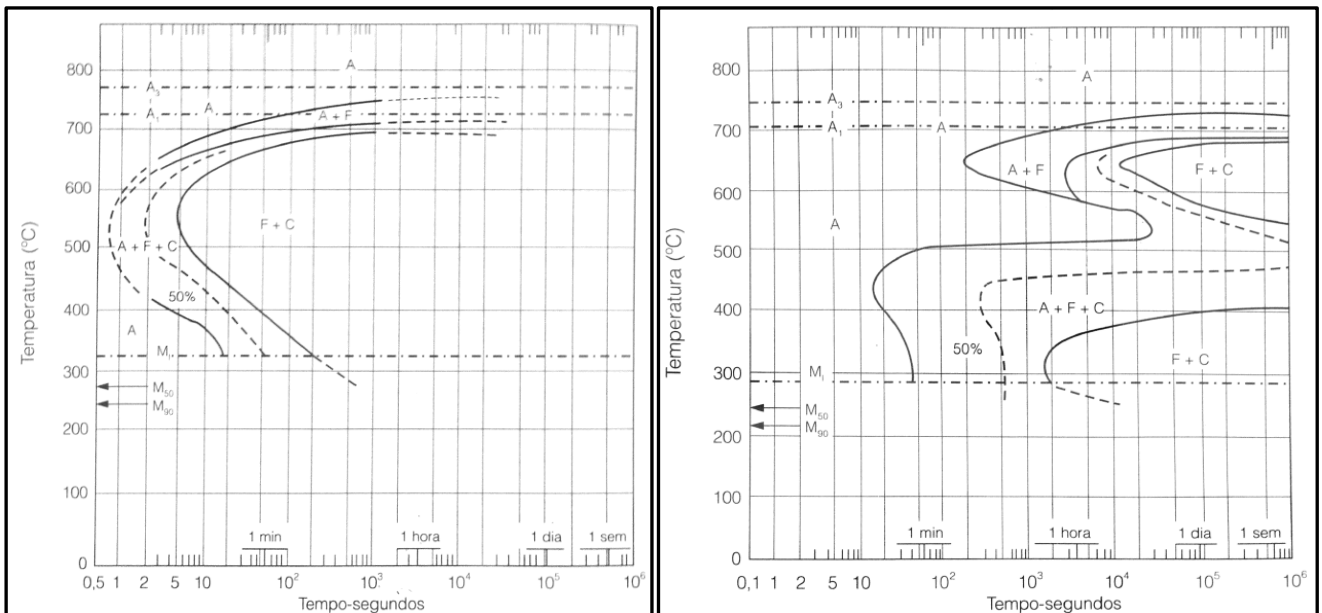 800
700
600
500
400
300
200
100
0
Temperatura (ºC)
A
A₃
A
A₁
A + F
F + C
A + F + C
50%
A
Mᵢ
M₅₀
M₉₀
1 min
1 hora
1 dia
1 sem
0,5 1 2 5 10 10² 10³ 10⁴ 10⁵ 10⁶
Tempo-segundos
800
700
600
500
400
300
200
100
0
Temperatura (ºC)
A
A₃
A₁
A
A + F
F + C
A
A + F + C
50%
F + C
Mᵢ
M₅₀
M₉₀
1 min
1 hora
1 dia
1 sem
0,1 1 2 5 10 10² 10³ 10⁴ 10⁵ 10⁶
Tempo-segundos